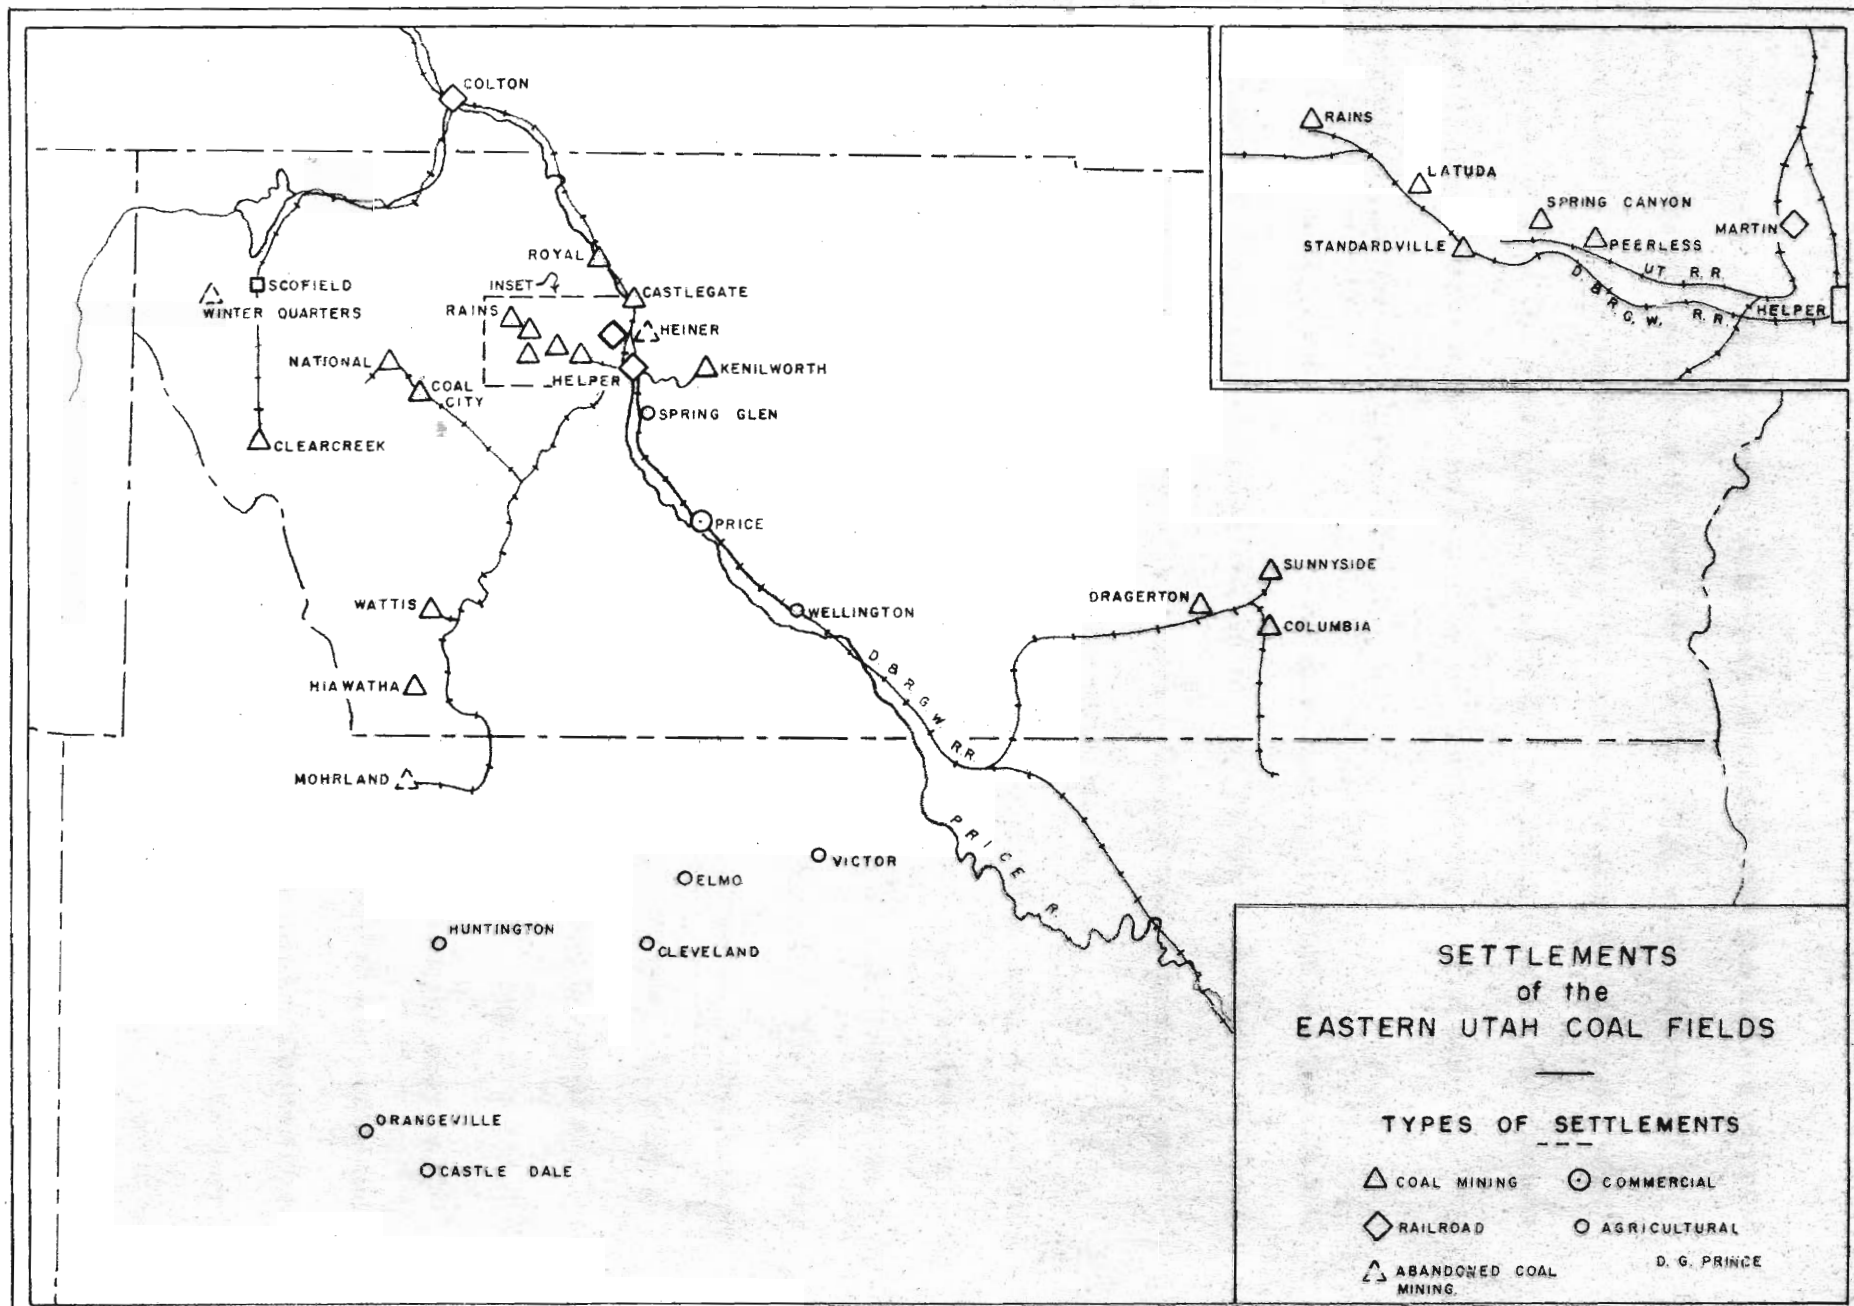 COLTON
RAINS
LATUDA
SPRING CANYON
MARTIN
STANDARDVILLE
PEERLESS
UT R. R.
D. & R. G. W. R. R.
HELPER
ROYAL
INSET
CASTLEGATE
SCOFIELD
WINTER QUARTERS
RAINS
HEINER
NATIONAL
COAL
CITY
HELPER
KENILWORTH
SPRING GLEN
CLEARCREEK
PRICE
SUNNYSIDE
DRAGERTON
WATTIS
WELLINGTON
COLUMBIA
D. & R. G. W. R.R.
HIAWATHA
MOHRLAND
PRICE R.
VICTOR
ELMO
HUNTINGTON
CLEVELAND
ORANGEVILLE
CASTLE DALE
SETTLEMENTS
of the
EASTERN UTAH COAL FIELDS
TYPES OF SETTLEMENTS
COAL MINING
COMMERCIAL
RAILROAD
AGRICULTURAL
ABANDONED COAL
MINING.
D. G. PRINCE